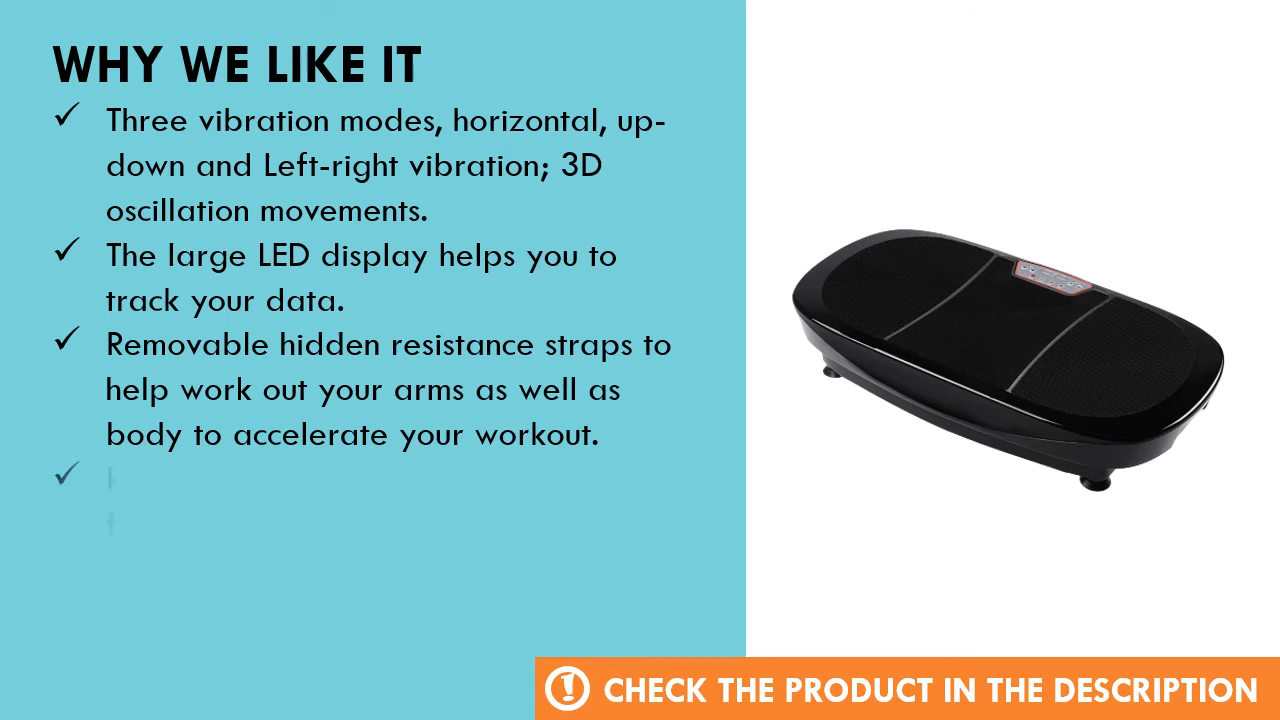 WHY WE LIKE IT
✓ Three vibration modes, horizontal, up-
down and Left-right vibration; 3D
oscillation movements.
✓ The large LED display helps you to
track your data.
✓ Removable hidden resistance straps to
help work out your arms as well as
body to accelerate your workout.
✓
CHECK THE PRODUCT IN THE DESCRIPTION